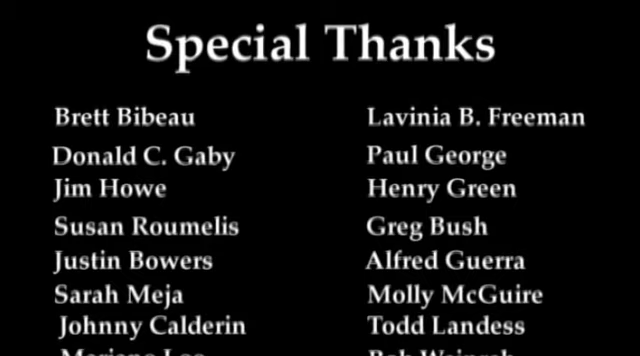 Special Thanks
Brett Bibeau
Donald C. Gaby
Jim Howe
Susan Roumelis
Justin Bowers
Sarah Meja
Johnny Calderin
Lavinia B. Freeman
Paul George
Henry Green
Greg Bush
Alfred Guerra
Molly McGuire
Todd Landess